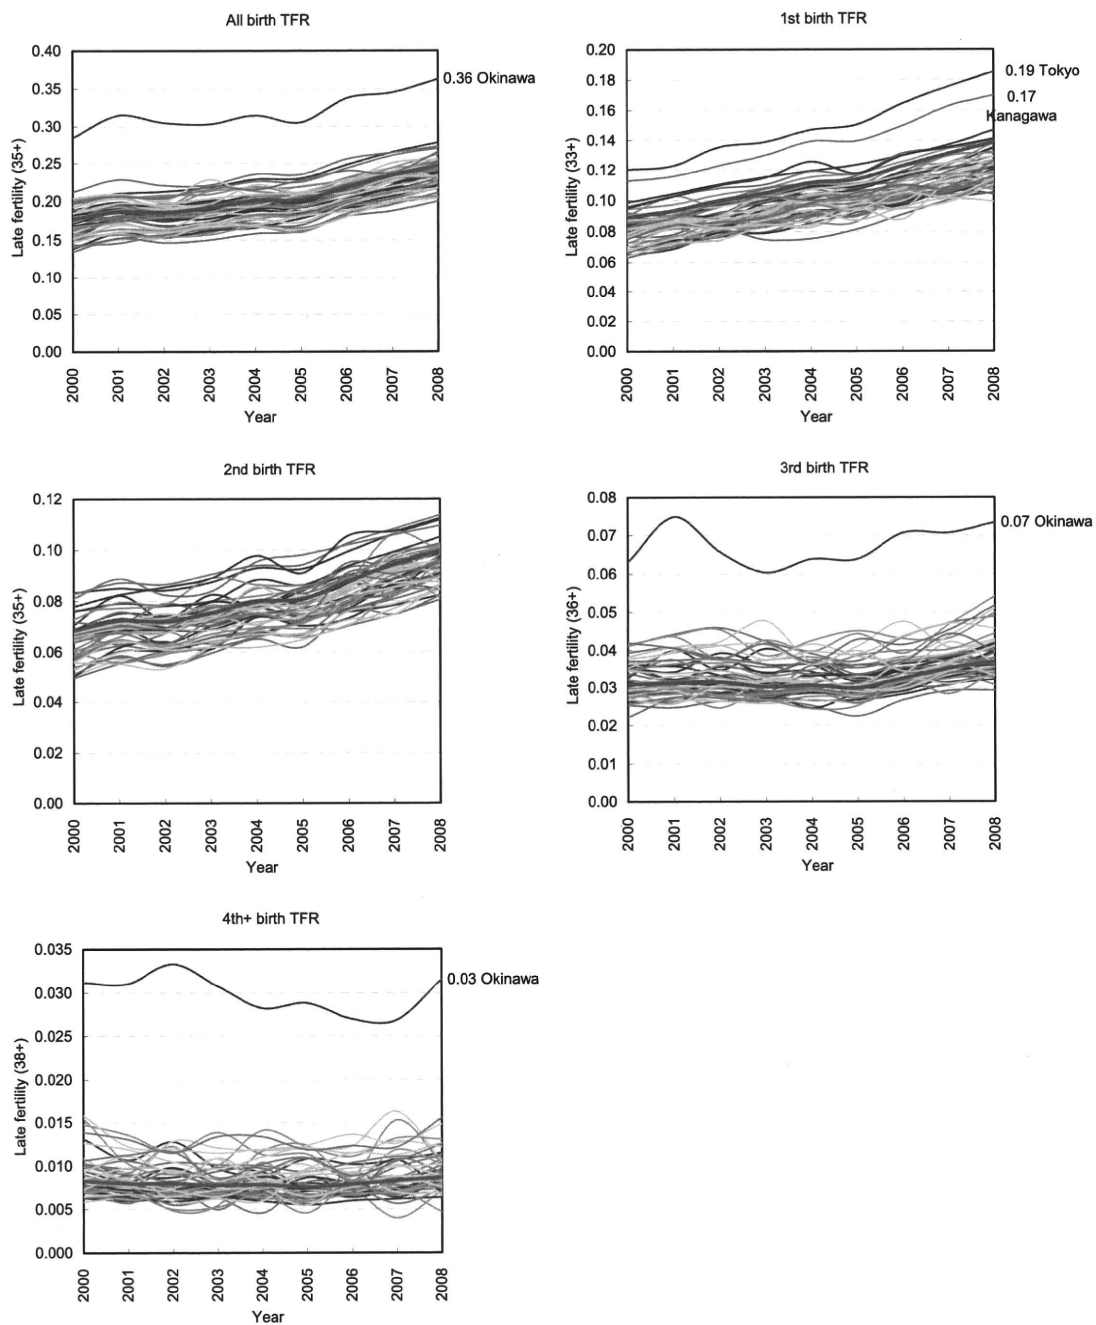 All birth TFR
0.40
0.35
0.30
0.25
0.20
0.15
0.10
0.05
0.00
Late fertility (35+)
0.36 Okinawa
2000 2001 2002 2003 2004 2005 2006 2007 2008
Year
1st birth TFR
0.20
0.18
0.16
0.14
0.12
0.10
0.08
0.06
0.04
0.02
0.00
Late fertility (33+)
0.19 Tokyo
0.17
Kanagawa
2000 2001 2002 2003 2004 2005 2006 2007 2008
Year
2nd birth TFR
0.12
0.10
0.08
0.06
0.04
0.02
0.00
Late fertility (35+)
2000 2001 2002 2003 2004 2005 2006 2007 2008
Year
3rd birth TFR
0.08
0.07
0.06
0.05
0.04
0.03
0.02
0.01
0.00
Late fertility (36+)
0.07 Okinawa
2000 2001 2002 2003 2004 2005 2006 2007 2008
Year
4th+ birth TFR
0.035
0.030
0.025
0.020
0.015
0.010
0.005
0.000
Late fertility (38+)
0.03 Okinawa
2000 2001 2002 2003 2004 2005 2006 2007 2008
Year